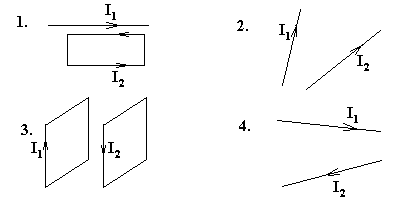 1. I₁
I₂
2. I₁
I₂
3. I₁ I₂
4. I₁
I₂